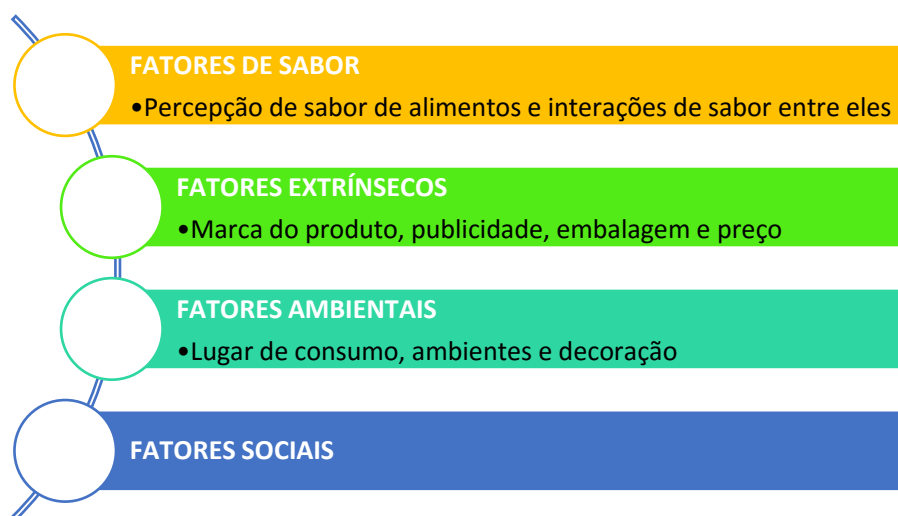 FATORES DE SABOR
•Percepção de sabor de alimentos e interações de sabor entre eles
FATORES EXTRÍNSECOS
•Marca do produto, publicidade, embalagem e preço
FATORES AMBIENTAIS
•Lugar de consumo, ambientes e decoração
FATORES SOCIAIS